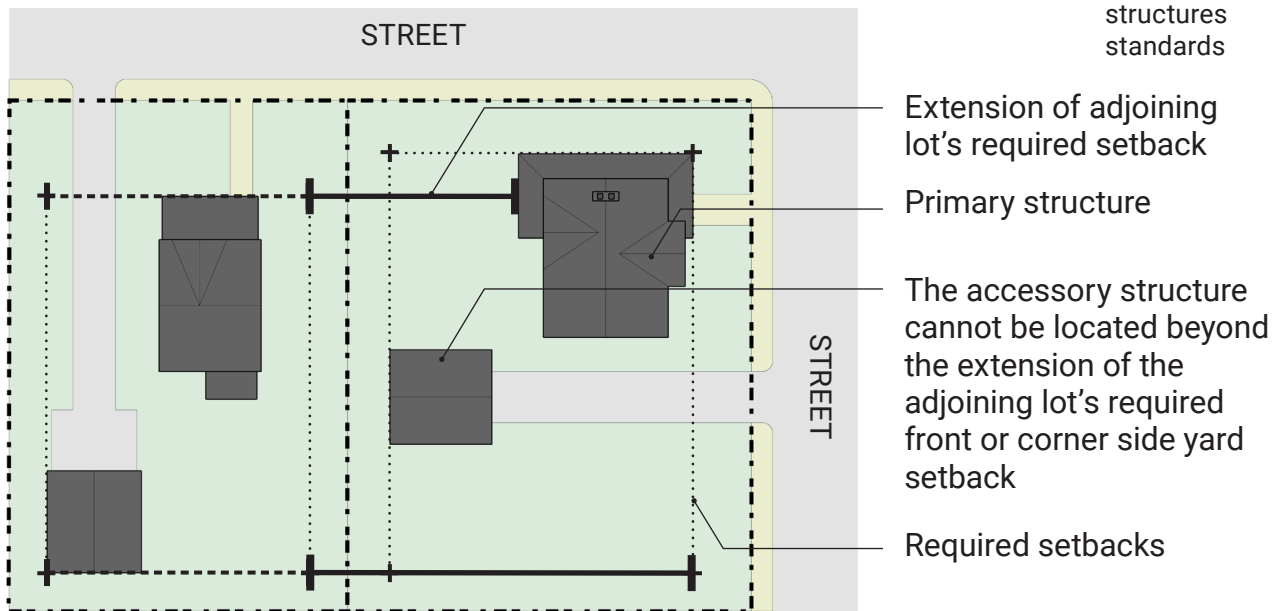 structures
standards
STREET
Extension of adjoining
lot's required setback
Primary structure
The accessory structure
cannot be located beyond
the extension of the
adjoining lot's required
front or corner side yard
setback
STREET
Required setbacks